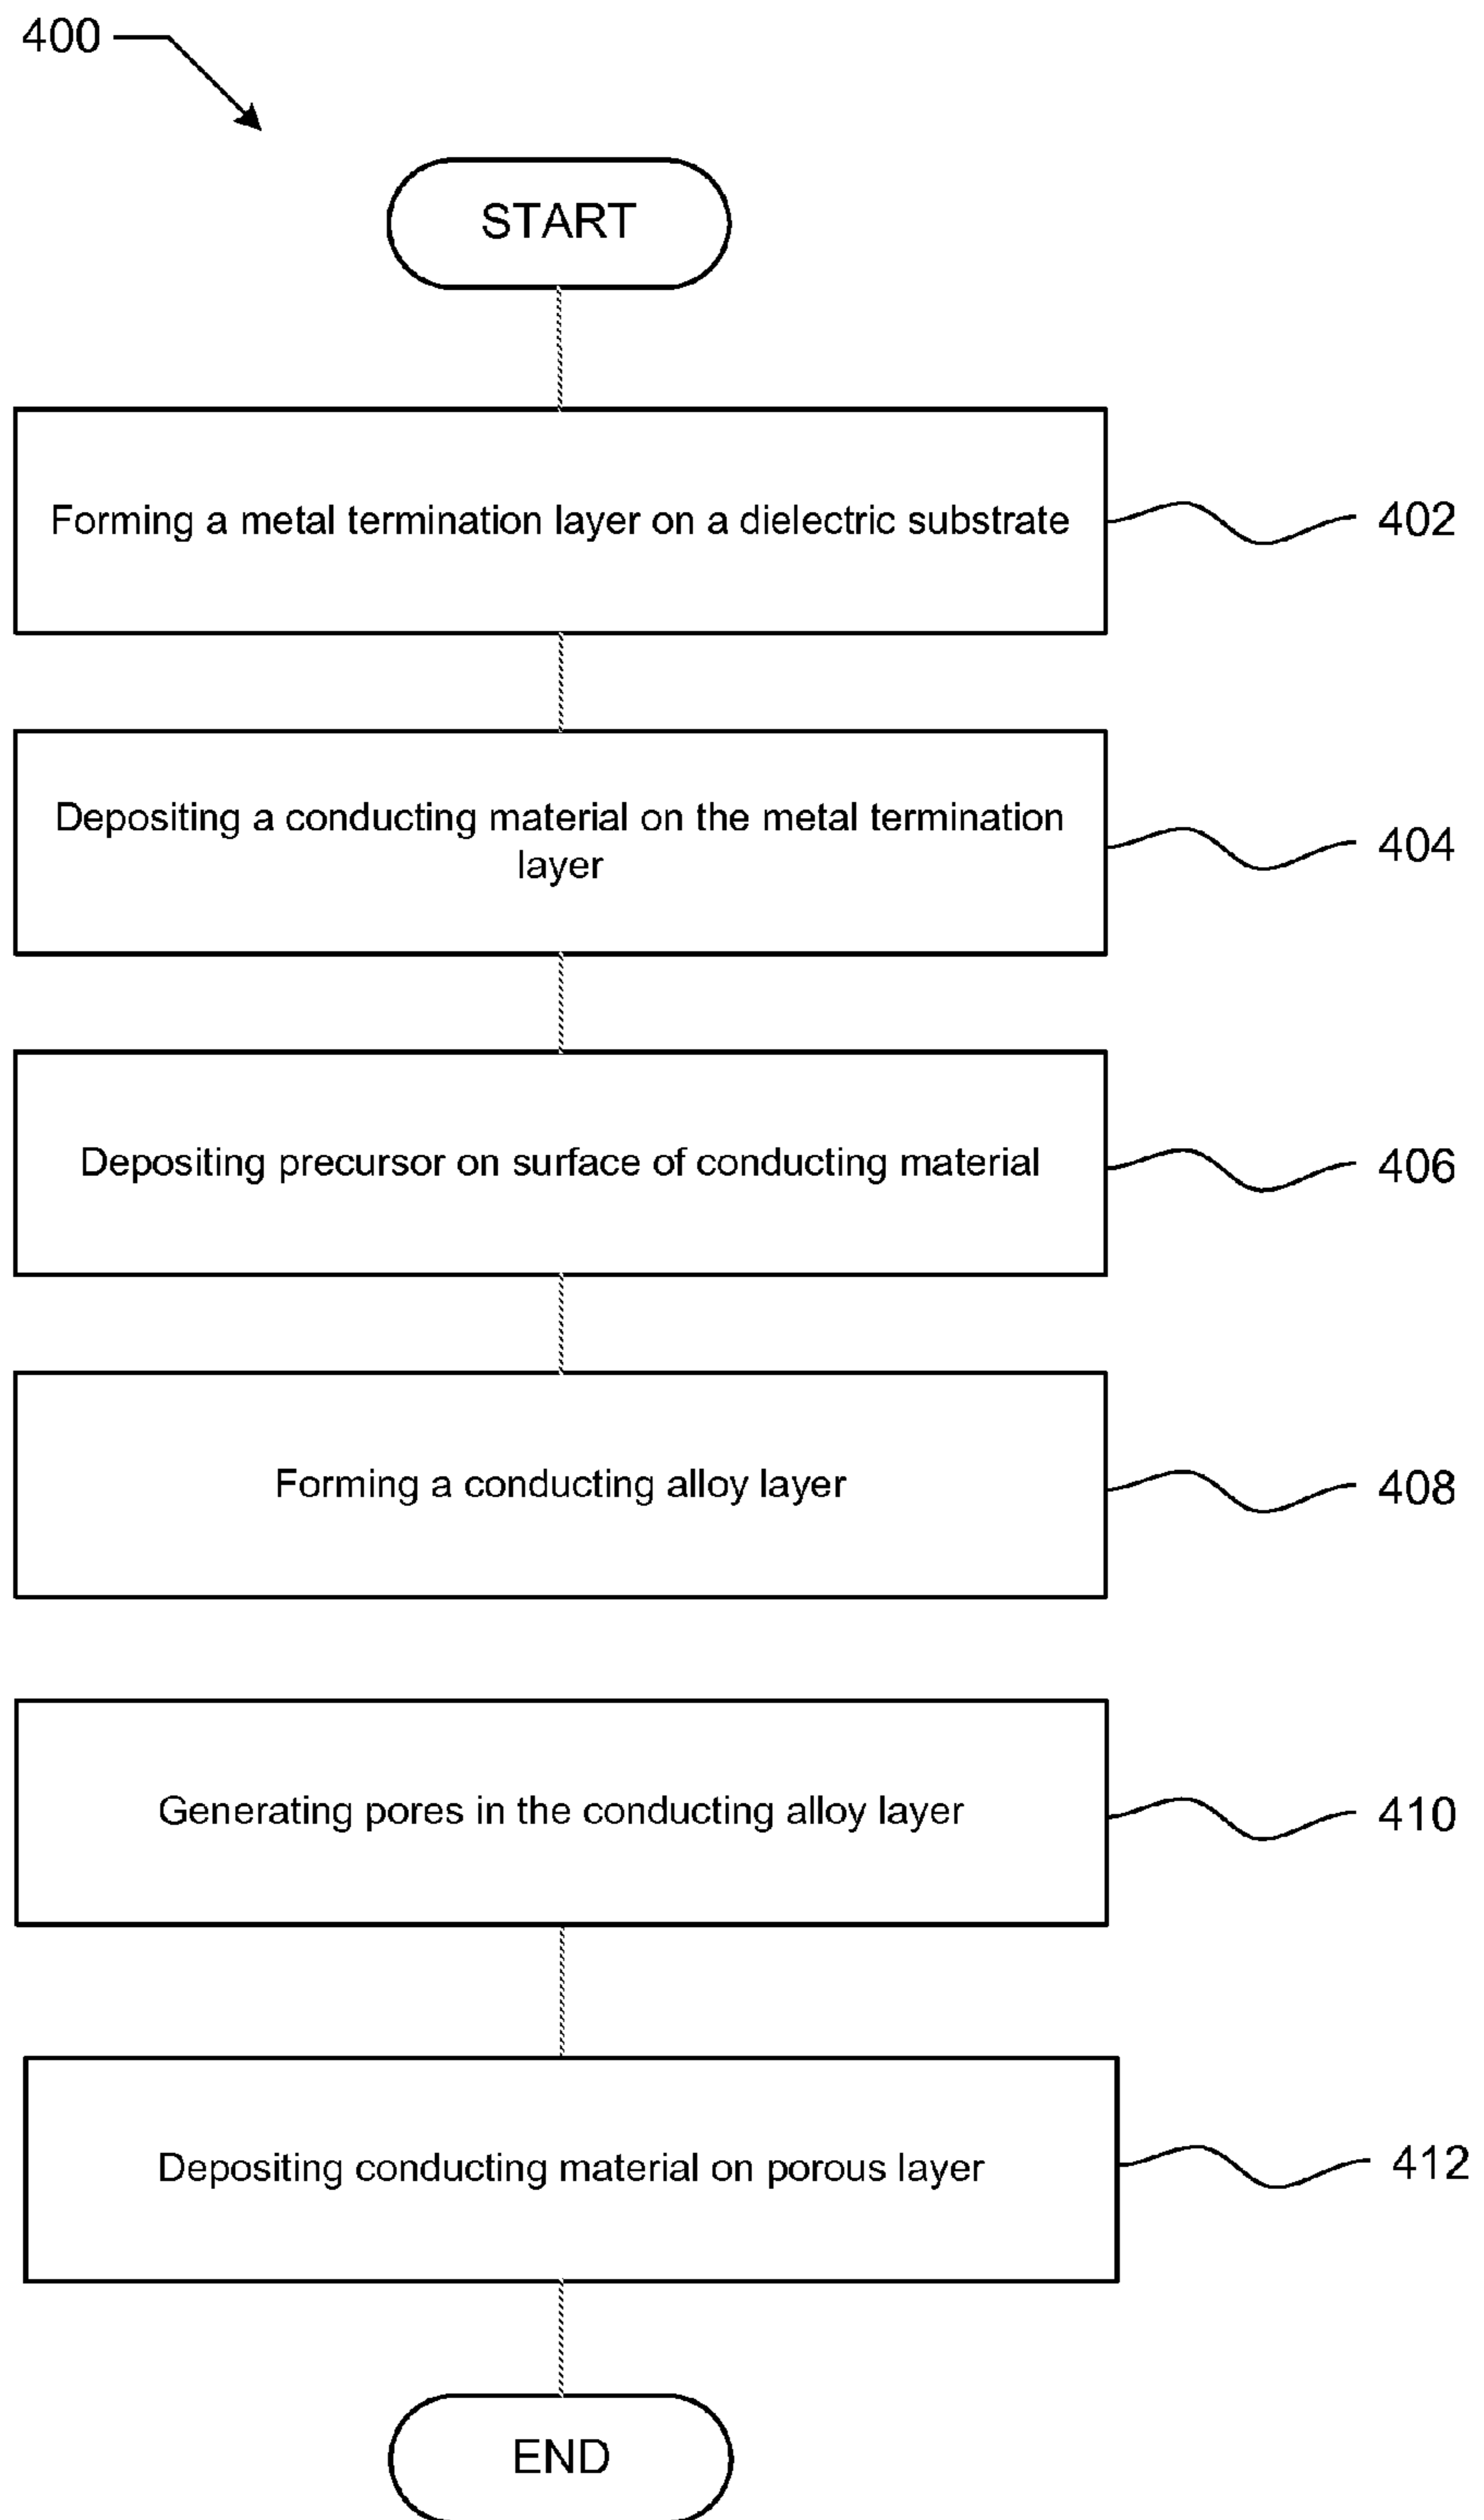 400
START
Forming a metal termination layer on a dielectric substrate
402
Depositing a conducting material on the metal termination
layer
404
Depositing precursor on surface of conducting material
406
Forming a conducting alloy layer
408
Generating pores in the conducting alloy layer
410
Depositing conducting material on porous layer
412
END